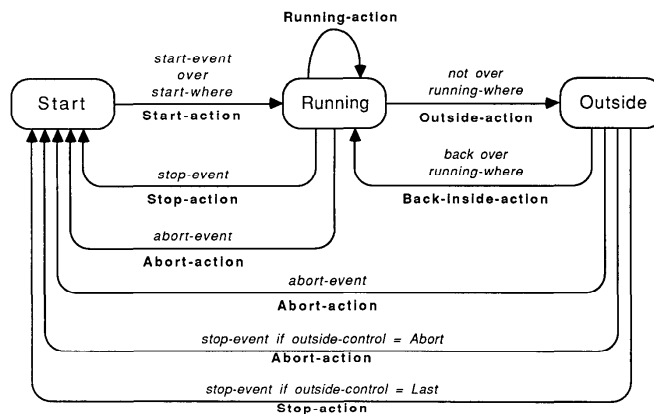 Running-action
start-event
over
start-where
not over
running-where
Start
Running
Outside
Start-action
Outside-action
back over
running-where
stop-event
Stop-action
Back-inside-action
abort-event
Abort-action
abort-event
Abort-action
stop-event if outside-control = Abort
Abort-action
stop-event if outside-control = Last
Stop-action